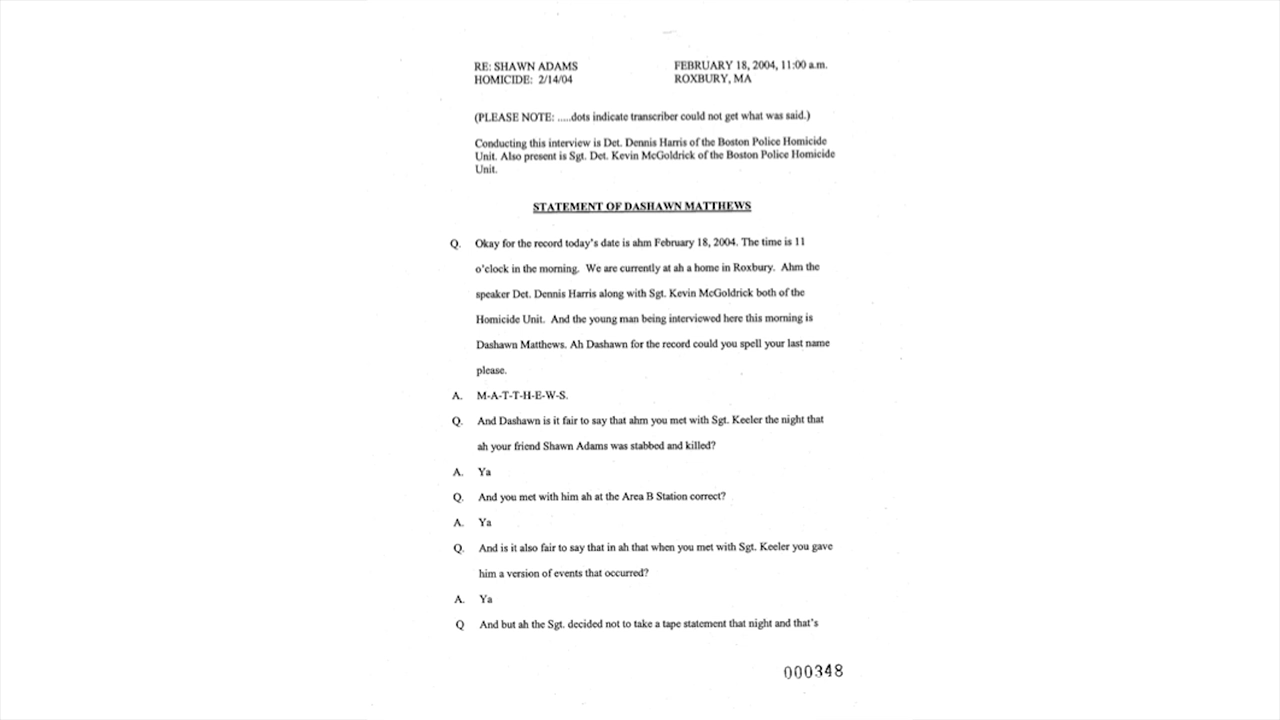 RE: SHAWN ADAMS FEBRUARY 18, 2004, 11:00 a.m.
HOMICIDE: 2/14/04 ROXBURY, MA
(PLEASE NOTE: .....dots indicate transcriber could not get what was said.)
Conducting this interview is Det. Dennis Harris of the Boston Police Homicide
Unit. Also present is Sgt. Det. Kevin McGoldrick of the Boston Police Homicide
Unit.
STATEMENT OF DASHAWN MATTHEWS
Q. Okay for the record today's date is ahm February 18, 2004. The time is 11
o'clock in the morning. We are currently at ah a home in Roxbury. Ahm the
speaker Det. Dennis Harris along with Sgt. Kevin McGoldrick both of the
Homicide Unit. And the young man being interviewed here this morning is
Dashawn Matthews. Ah Dashawn for the record could you spell your last name
please.
A. M-A-T-T-H-E-W-S.
Q. And Dashawn is it fair to say that ahm you met with Sgt. Keeler the night that
ah your friend Shawn Adams was stabbed and killed?
A. Ya
Q. And you met with him ah at the Area B Station correct?
A. Ya
Q. And is it also fair to say that in ah that when you met with Sgt. Keeler you gave
him a version of events that occurred?
A. Ya
Q And but ah the Sgt. decided not to take a tape statement that night and that's
000348